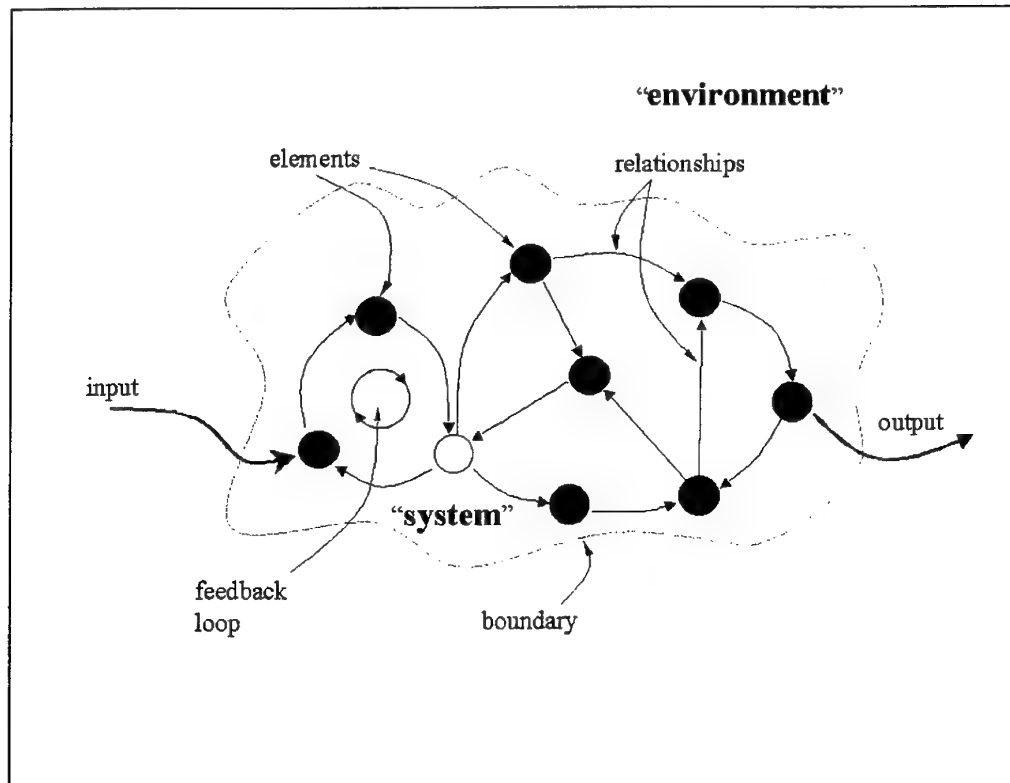 “environment”
elements
relationships
input
output
“system”
feedback
loop
boundary